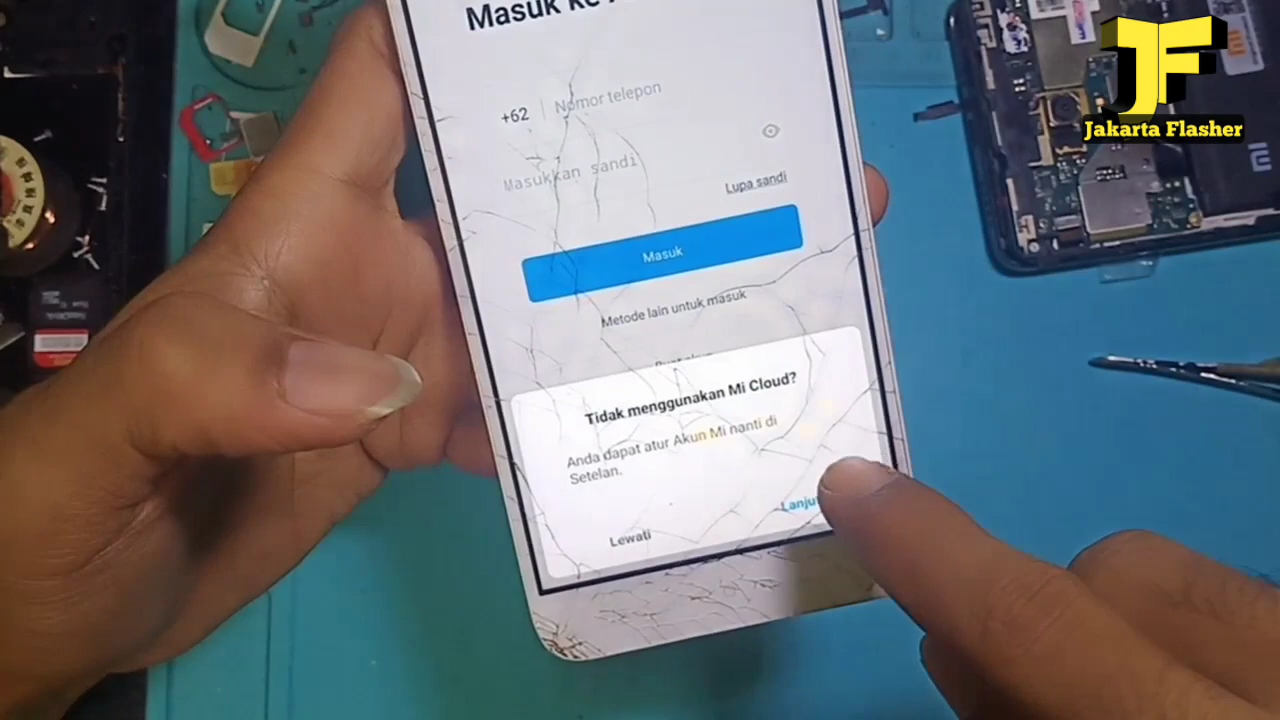 Masuk ke
JF
Jakarta Flasher
+62
Nomor telepon
Masukkan sandi
Lupa sandi
Masuk
Metode lain untuk masuk
Tidak menggunakan Mi Cloud?
Anda dapat atur Akun Mi nanti di
Setelan.
Lewati